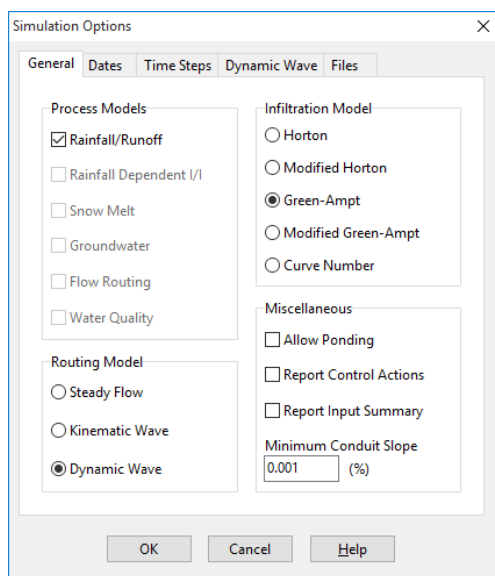 Simulation Options
General Dates Time Steps Dynamic Wave Files
Process Models
Rainfall/Runoff
Rainfall Dependent I/I
Snow Melt
Groundwater
Flow Routing
Water Quality
Routing Model
Steady Flow
Kinematic Wave
Dynamic Wave
Infiltration Model
Horton
Modified Horton
Green-Ampt
Modified Green-Ampt
Curve Number
Miscellaneous
Allow Ponding
Report Control Actions
Report Input Summary
Minimum Conduit Slope
0.001 (%)
OK Cancel Help